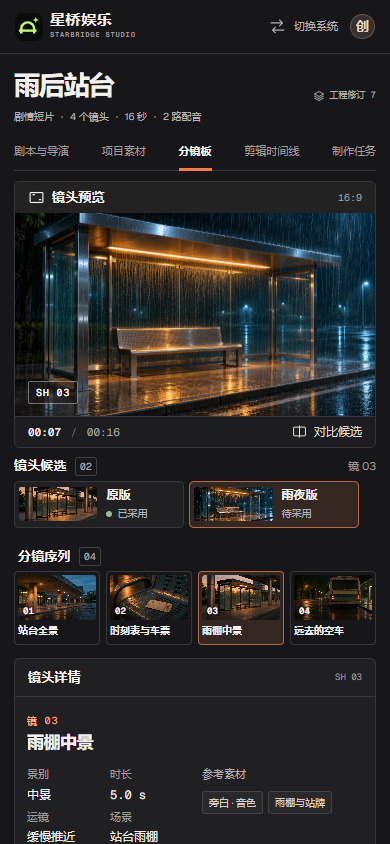 星桥娱乐
STARBRIDGE STUDIO
切换系统
创
雨后站台
工程修订 7
剧情短片 · 4 个镜头 · 16 秒 · 2 路配音
剧本与导演 项目素材 分镜板 剪辑时间线 制作任务
镜头预览 16:9
SH 03
00:07 / 00:16 对比候选
镜头候选 02 镜 03
原版
已采用
雨夜版
待采用
分镜序列 04
01
站台全景
02
时刻表与车票
03
雨棚中景
04
远去的空车
镜头详情 SH 03
镜 03
雨棚中景
景别 时长 参考素材
中景 5.0 s 旁白·音色 雨棚与站牌
运镜 场景
缓慢推近 站台雨棚